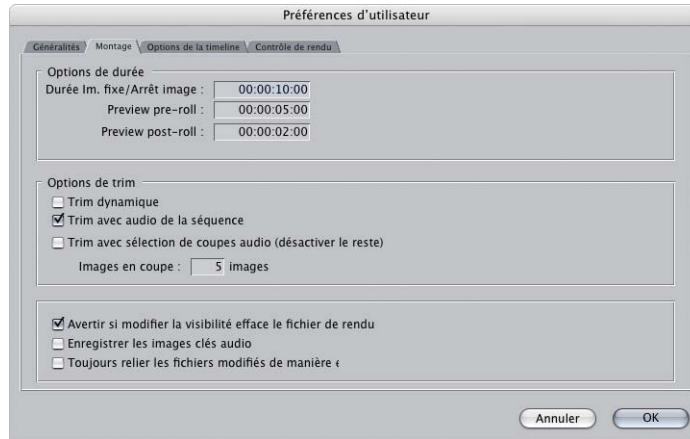 Préférences d’utilisateur
Généralités Montage Options de la timeline Contrôle de rendu
Options de durée
Durée Im. fixe/Arrêt image : 00:00:10:00
Preview pre-roll : 00:00:05:00
Preview post-roll : 00:00:02:00
Options de trim
Trim dynamique
Trim avec audio de la séquence
Trim avec sélection de coupes audio (désactiver le reste)
Images en coupe : 5 images
Avertir si modifier la visibilité efface le fichier de rendu
Enregistrer les images clés audio
Toujours relier les fichiers modifiés de manière
Annuler OK